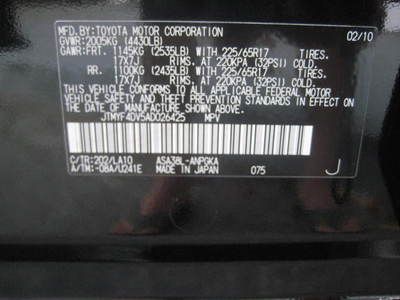 MFD.BY:TOYOTA MOTOR CORPORATION 02/10
GVWR:2005KG (4430LB)
GAWR:FRT. 1145KG (2535LB) WITH 225/65R17 TIRES,
17X7J RIMS, AT 220KPA (32PSI) COLD.
RR. 1100KG (2435LB) WITH 225/65R17 TIRES,
17X7J RIMS, AT 220KPA (32PSI) COLD.
THIS VEHICLE CONFORMS TO ALL APPLICABLE FEDERAL MOTOR
VEHICLE SAFETY, BUMPER, AND THEFT PREVENTION
STANDARDS IN EFFECT ON THE DATE OF
MANUFACTURE SHOWN ABOVE.
JTMYF4DV5AD026425 MPV
C/TR:202/LA10 ASA38L-ANPGKA
A/TM:-08A/U241E MADE IN JAPAN 075 J